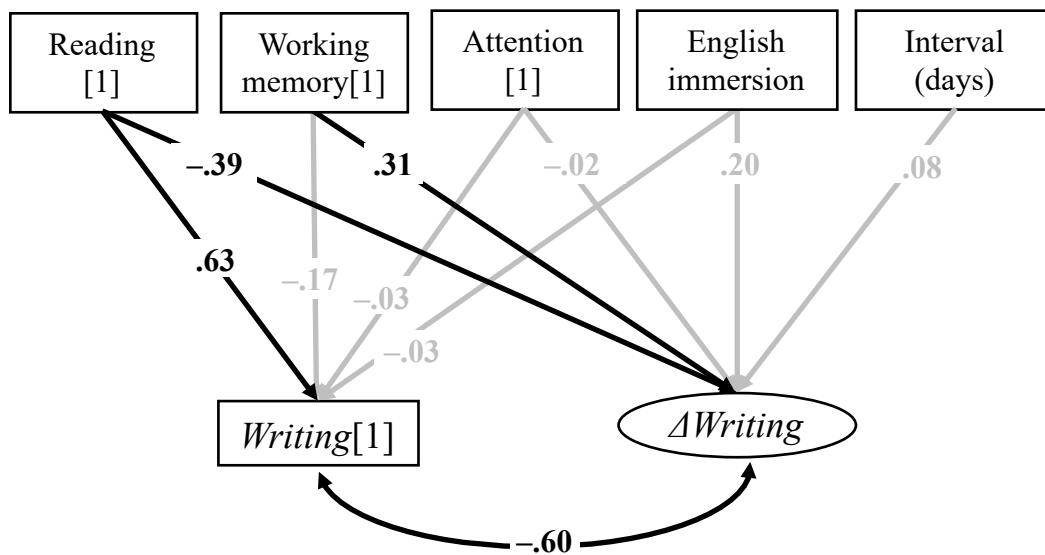 Reading
[1]
Working
memory[1]
Attention
[1]
English
immersion
Interval
(days)
–.39
.31
–.02
.20
.08
.63
–.17
–.03
–.03
Writing[1]
ΔWriting
–.60